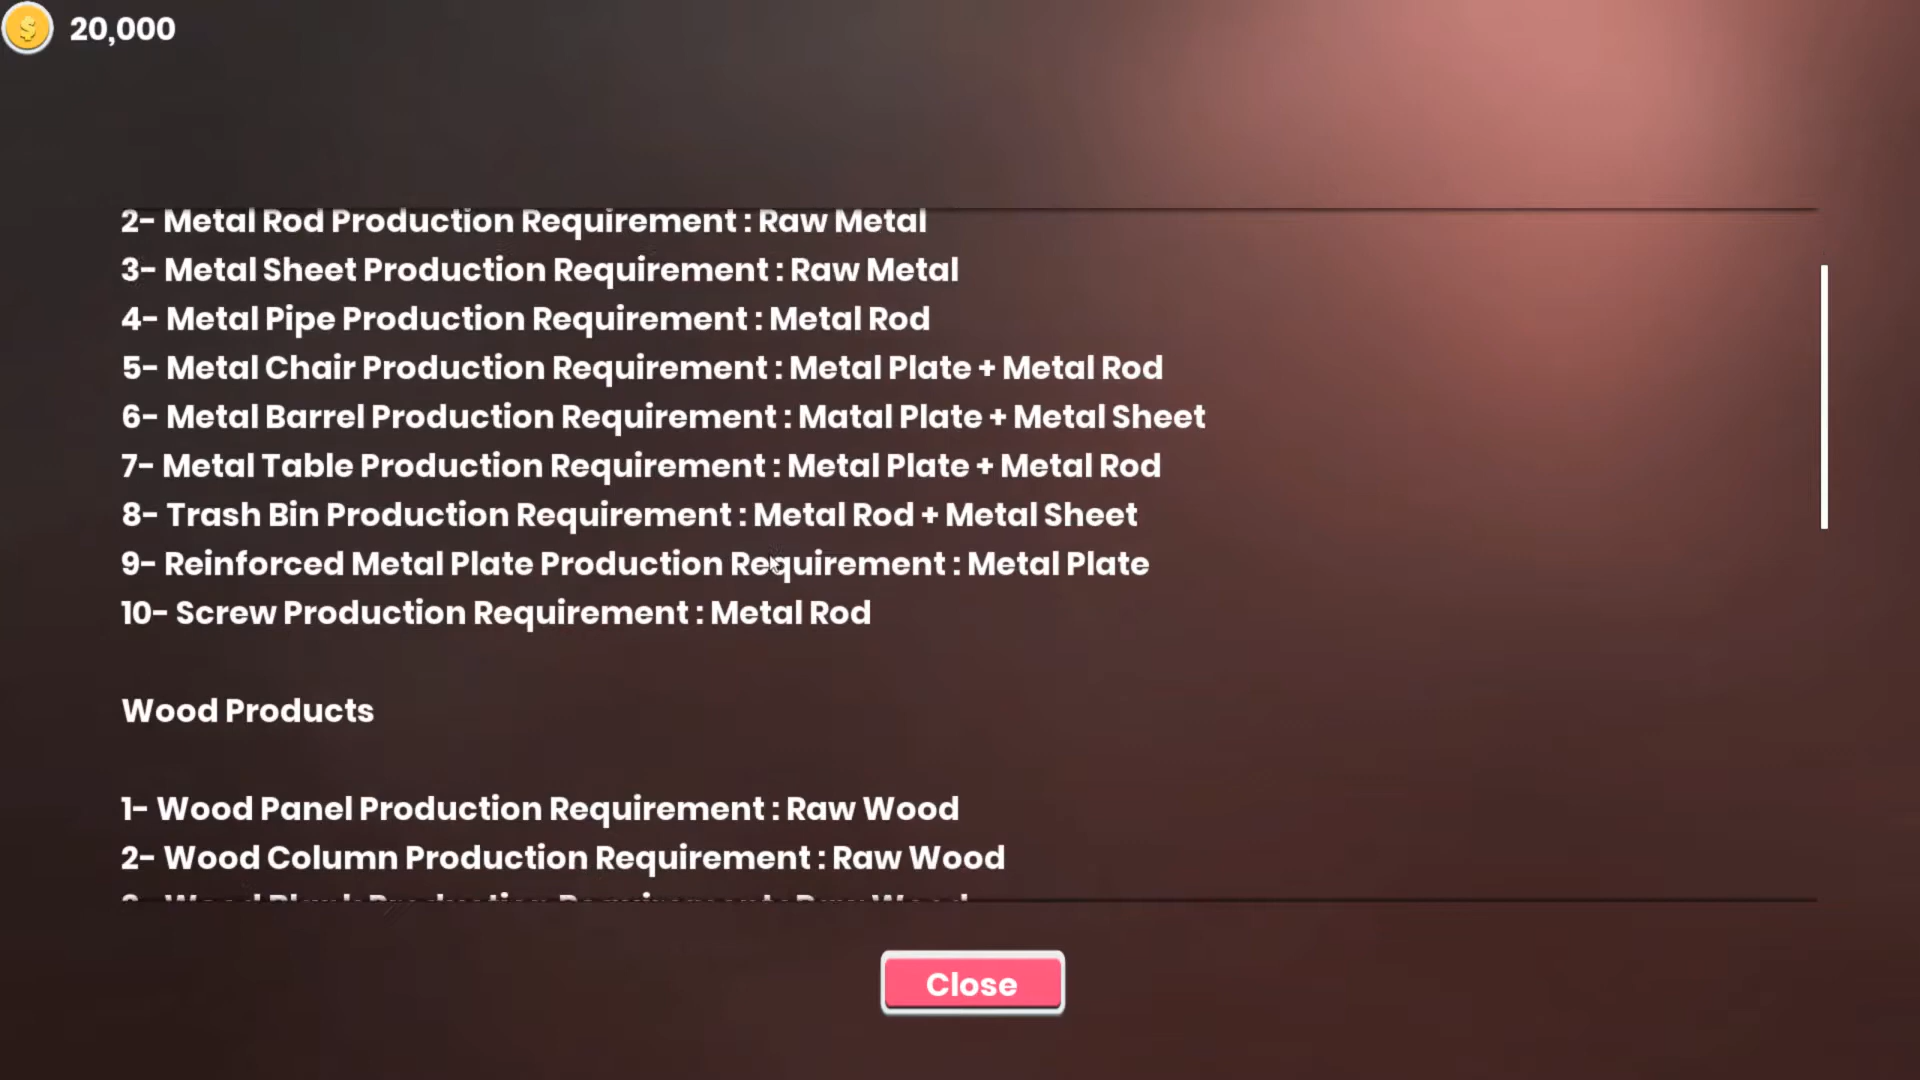 20,000
2- Metal Rod Production Requirement : Raw Metal
3- Metal Sheet Production Requirement : Raw Metal
4- Metal Pipe Production Requirement : Metal Rod
5- Metal Chair Production Requirement : Metal Plate + Metal Rod
6- Metal Barrel Production Requirement : Matal Plate + Metal Sheet
7- Metal Table Production Requirement : Metal Plate + Metal Rod
8- Trash Bin Production Requirement : Metal Rod + Metal Sheet
9- Reinforced Metal Plate Production Requirement : Metal Plate
10- Screw Production Requirement : Metal Rod
Wood Products
1- Wood Panel Production Requirement : Raw Wood
2- Wood Column Production Requirement : Raw Wood
Close